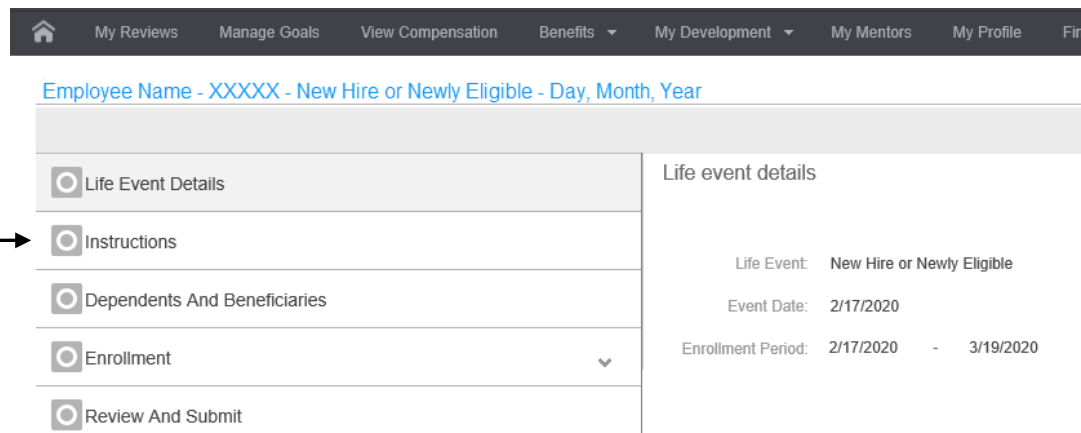 My Reviews Manage Goals View Compensation Benefits My Development My Mentors My Profile
Employee Name - XXXXX - New Hire or Newly Eligible - Day, Month, Year
Life Event Details
Instructions
Dependents And Beneficiaries
Enrollment
Review And Submit
Life event details
Life Event: New Hire or Newly Eligible
Event Date: 2/17/2020
Enrollment Period: 2/17/2020 - 3/19/2020